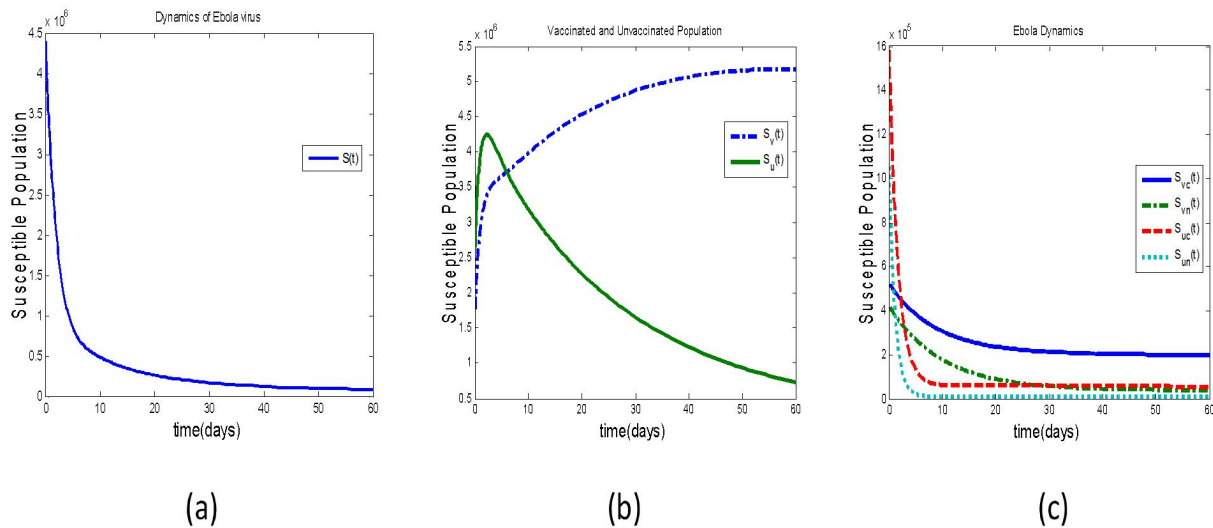 Dynamics of Ebola virus
x 10^6
4.5
4
3.5
3
2.5
2
1.5
1
0.5
0
Susceptible Population
S(t)
0 10 20 30 40 50 60
time(days)
(a)
Vaccinated and Unvaccinated Population
x 10^6
5.5
5
4.5
4
3.5
3
2.5
2
1.5
1
0.5
Susceptible Population
S_v(t)
S_u(t)
0 10 20 30 40 50 60
time(days)
(b)
Ebola Dynamics
x 10^5
16
14
12
10
8
6
4
2
0
Susceptible Population
S_vc(t)
S_vn(t)
S_uc(t)
S_un(t)
0 10 20 30 40 50 60
time(days)
(c)